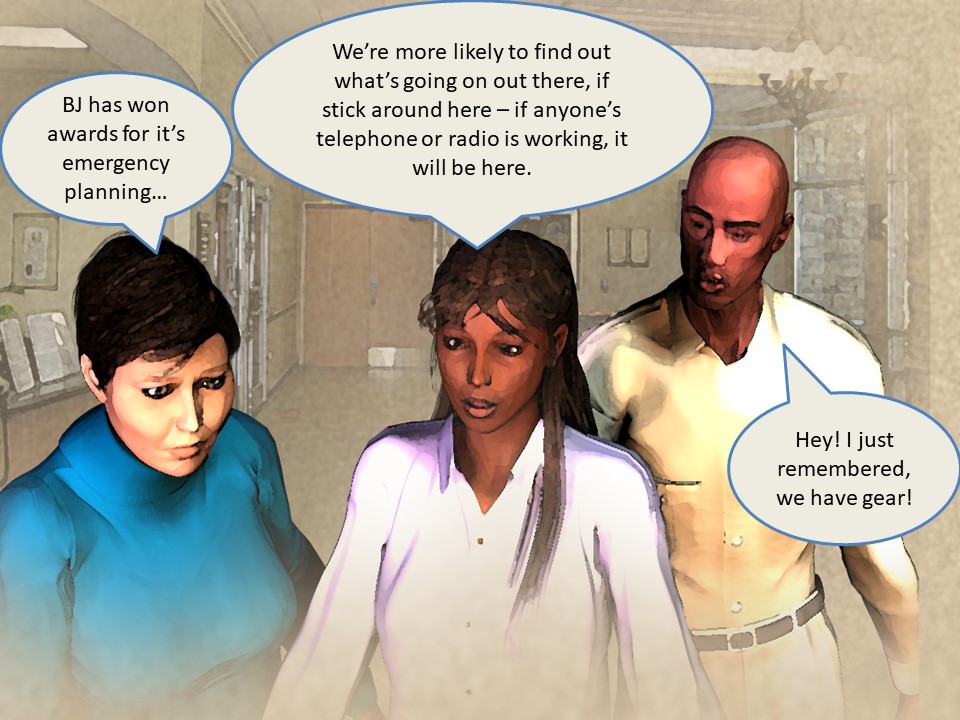 BJ has won
awards for it’s
emergency
planning…
We’re more likely to find out
what’s going on out there, if
stick around here – if anyone’s
telephone or radio is working, it
will be here.
Hey! I just
remembered,
we have gear!